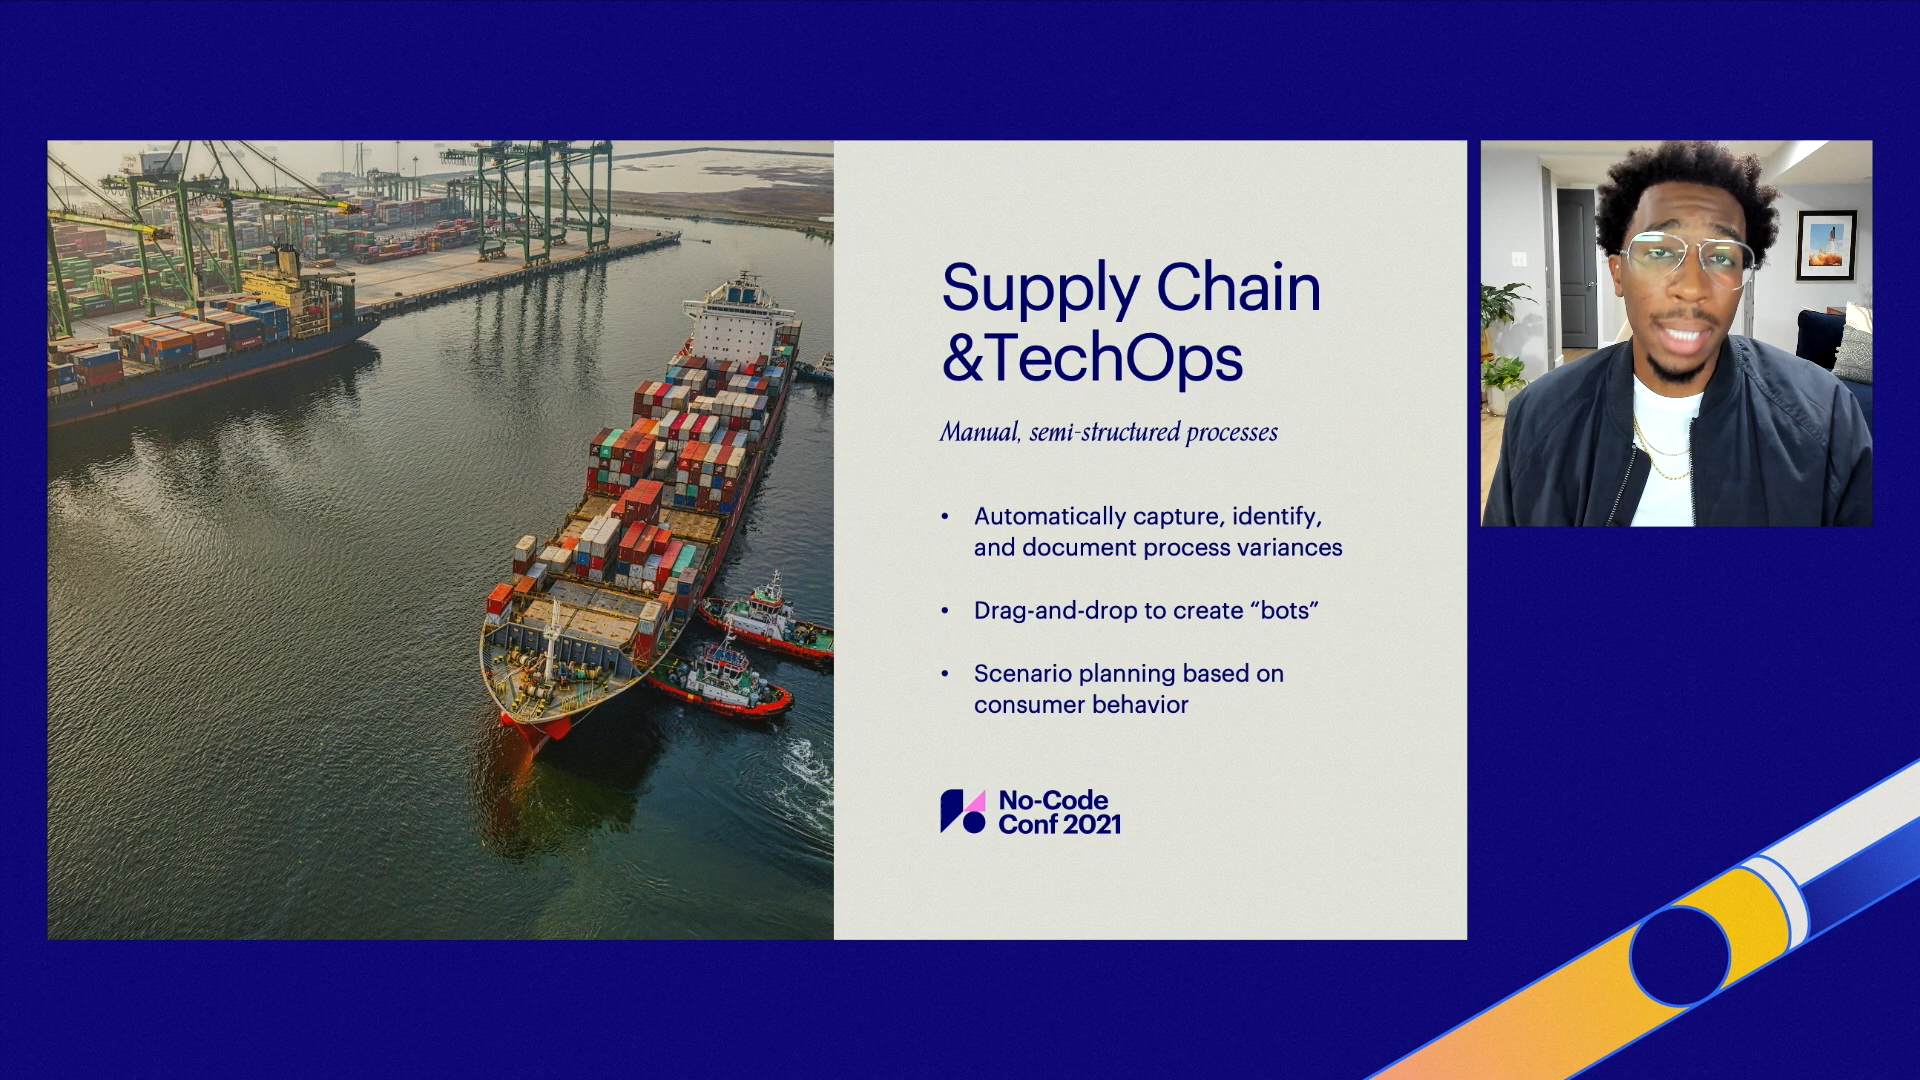 Supply Chain
&TechOps
Manual, semi-structured processes
• Automatically capture, identify,
and document process variances
• Drag-and-drop to create “bots”
• Scenario planning based on
consumer behavior
No-Code
Conf 2021